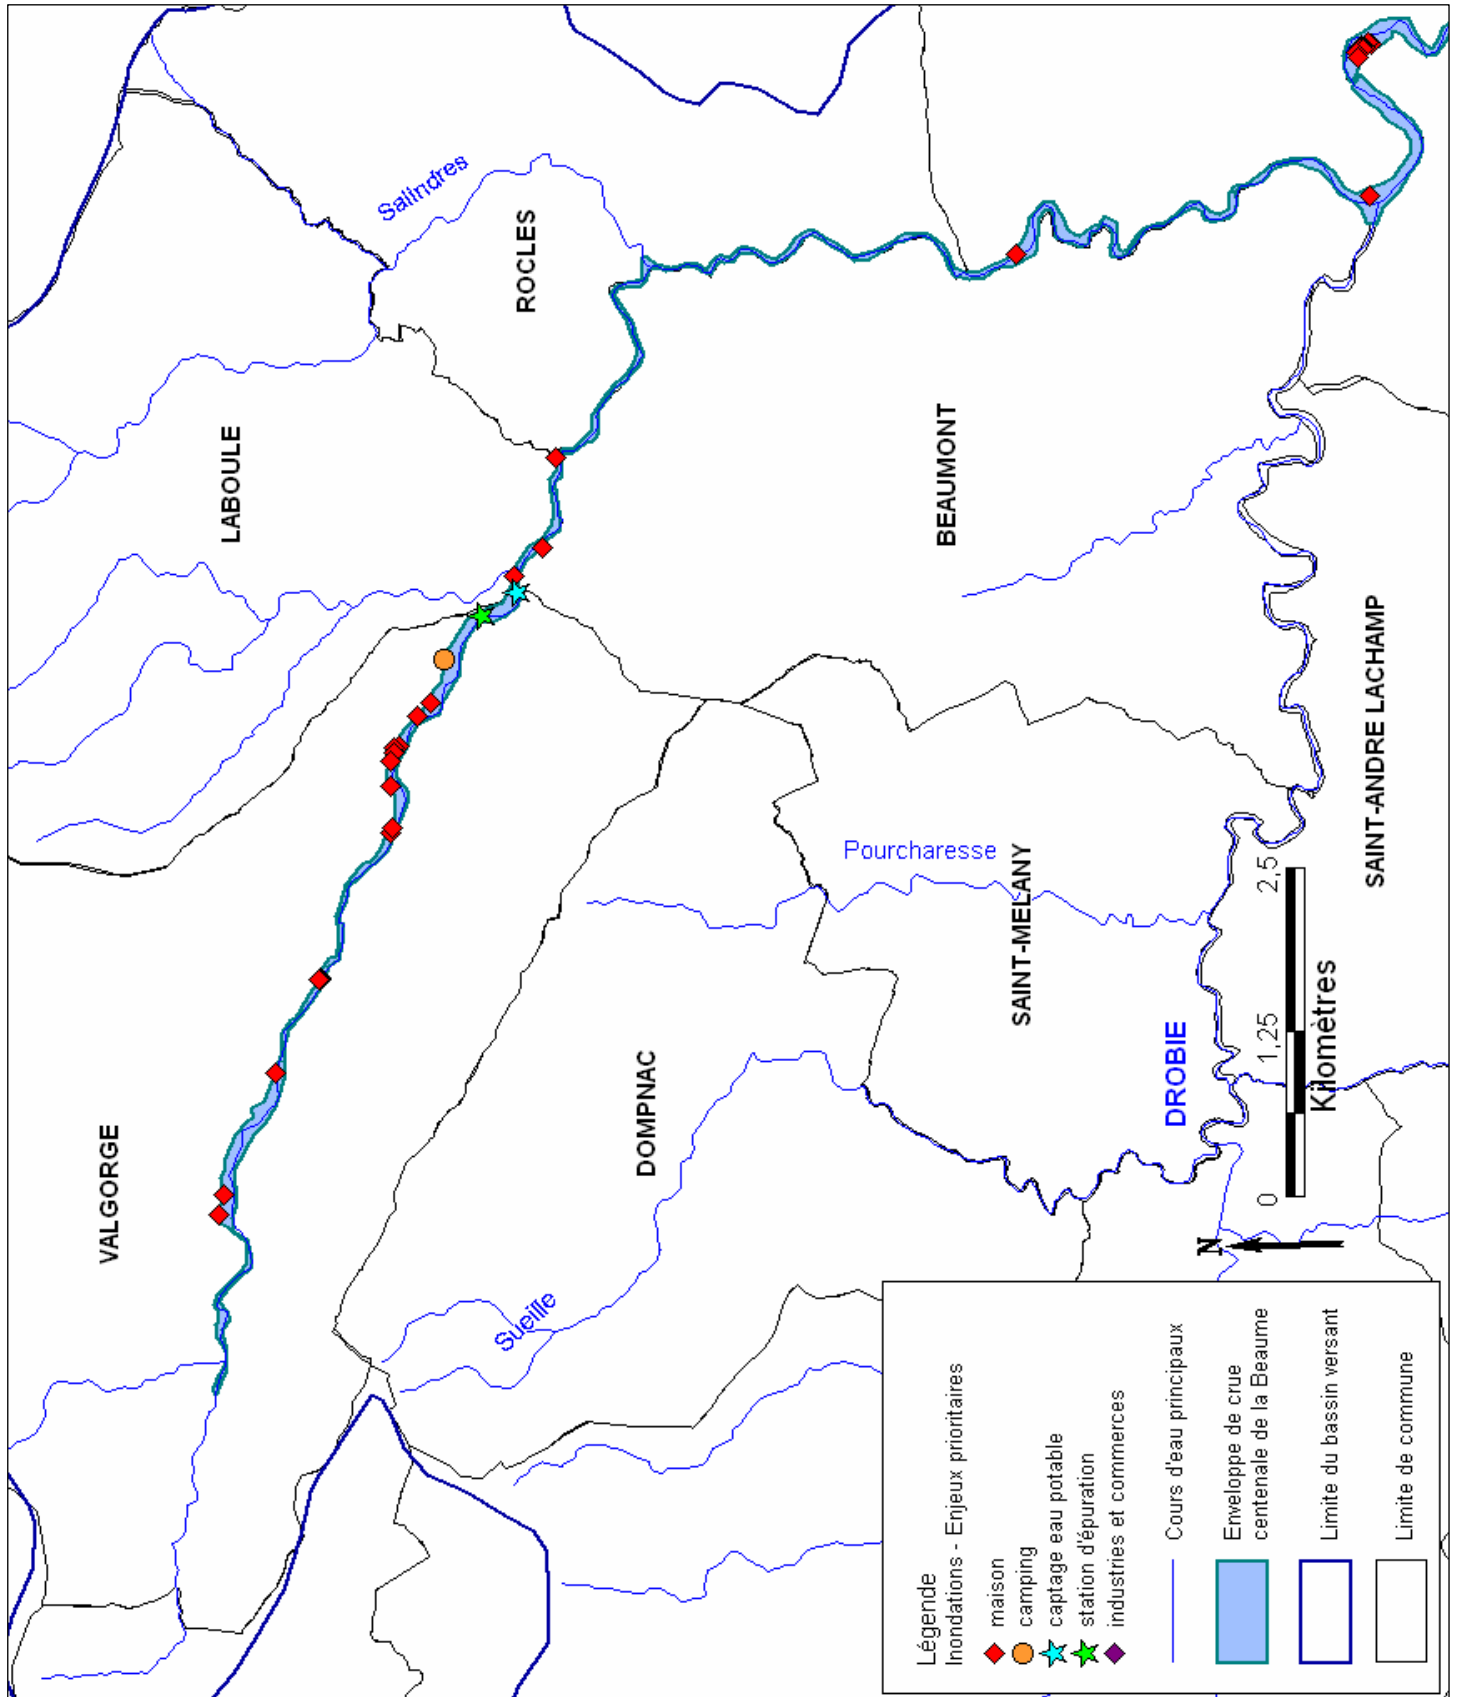 VALGORGE
LABOULE
Salindres
ROCLES
Sueille
DOMPNAC
Pourcharesse
BEAUMONT
SAINT-MELANY
DROBIE
SAINT-ANDRE LACHAMP
N
0 1,25 2,5
Kilomètres
Légende
Inondations - Enjeux prioritaires
maison
camping
captage eau potable
station d'épuration
industries et commerces
Cours d'eau principaux
Enveloppe de crue
centenale de la Beaume
Limite du bassin versant
Limite de commune